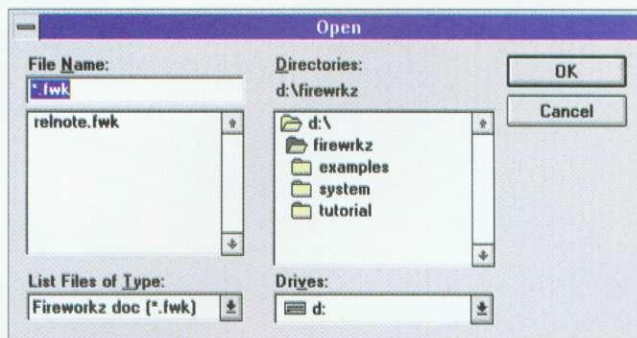 Open
File Name:
*.fwk
relnote.fwk
List Files of Type:
Fireworkz doc (*.fwk)
Directories:
d:\firewrkz
d:\
firewrkz
examples
system
tutorial
Drives:
d:
OK
Cancel